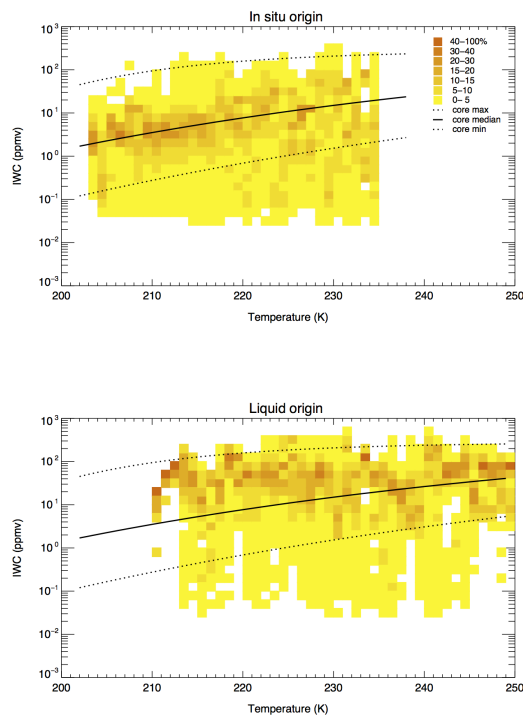 In situ origin
10³
10²
10¹
10⁰
10⁻¹
10⁻²
10⁻³
IWC (ppmv)
40−100%
30−40
20−30
15−20
10−15
5−10
0− 5
core max
core median
core min
200 210 220 230 240 250
Temperature (K)
Liquid origin
10³
10²
10¹
10⁰
10⁻¹
10⁻²
10⁻³
IWC (ppmv)
200 210 220 230 240 250
Temperature (K)